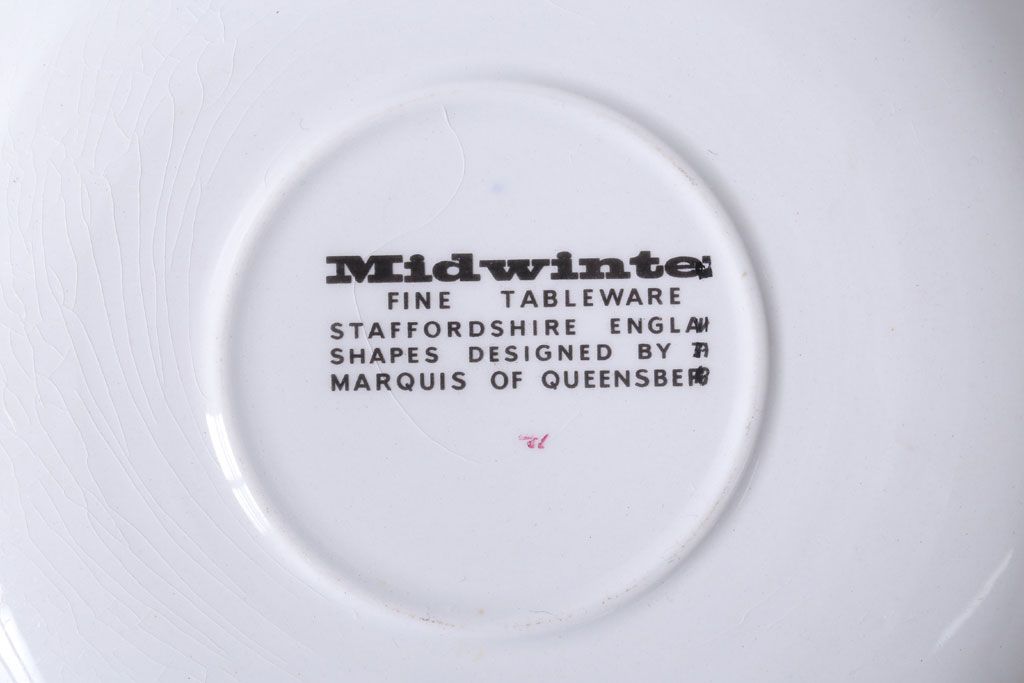 Midwinte
FINE TABLEWARE
STAFFORDSHIRE ENGLA
SHAPES DESIGNED BY
MARQUIS OF QUEENSBE